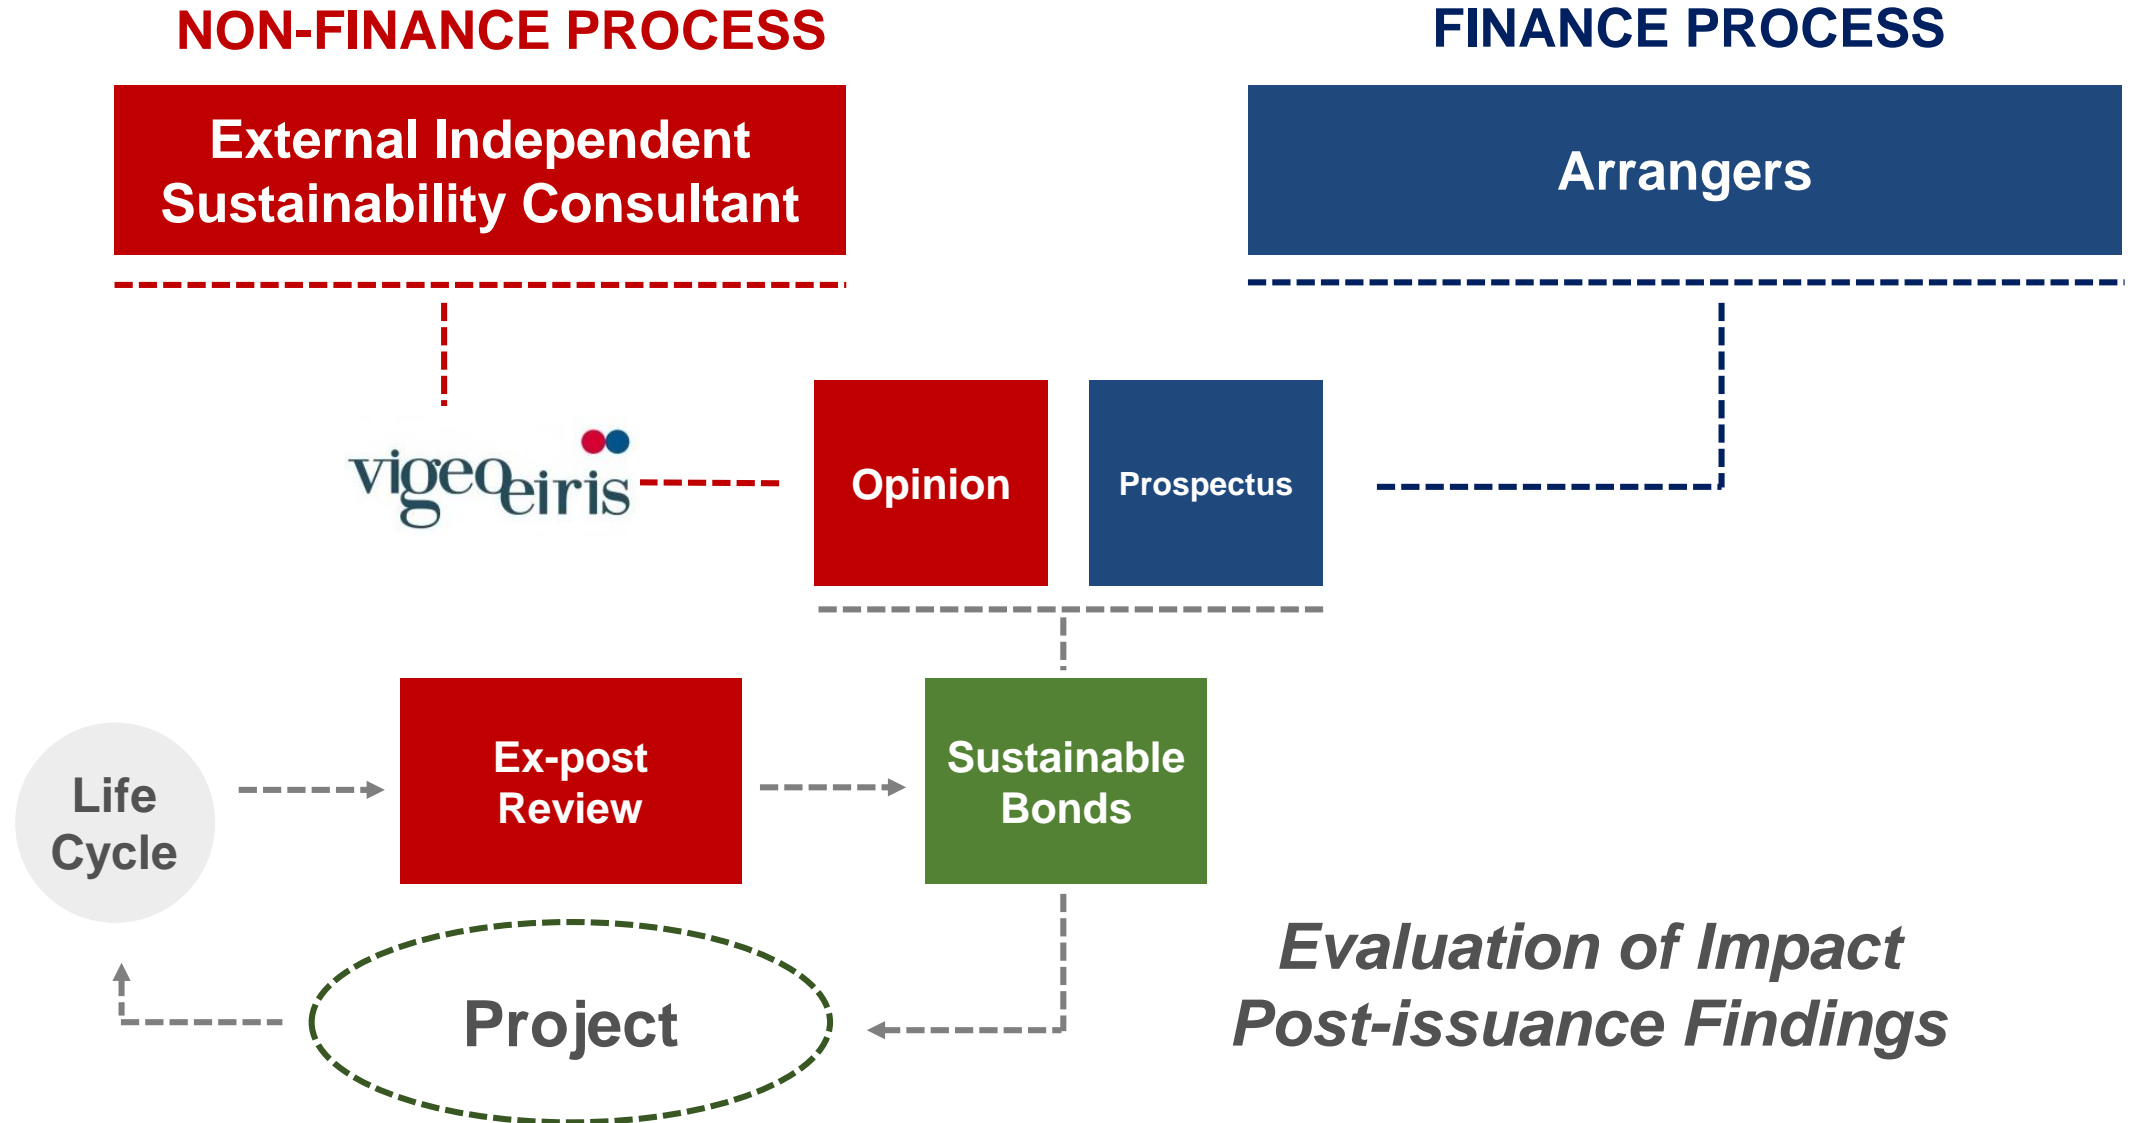 NON-FINANCE PROCESS
FINANCE PROCESS
External Independent
Sustainability Consultant
Arrangers
vigeoeiris
Opinion
Prospectus
Ex-post
Review
Sustainable
Bonds
Life
Cycle
Project
Evaluation of Impact
Post-issuance Findings